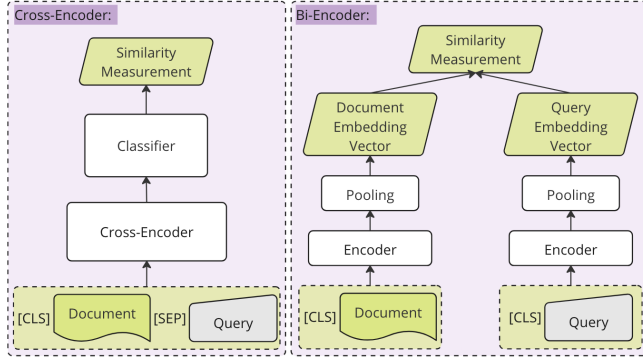 Cross-Encoder:
Similarity
Measurement
Classifier
Cross-Encoder
[CLS]
Document
[SEP]
Query
Bi-Encoder:
Similarity
Measurement
Document
Embedding
Vector
Query
Embedding
Vector
Pooling
Pooling
Encoder
Encoder
[CLS]
Document
[CLS]
Query